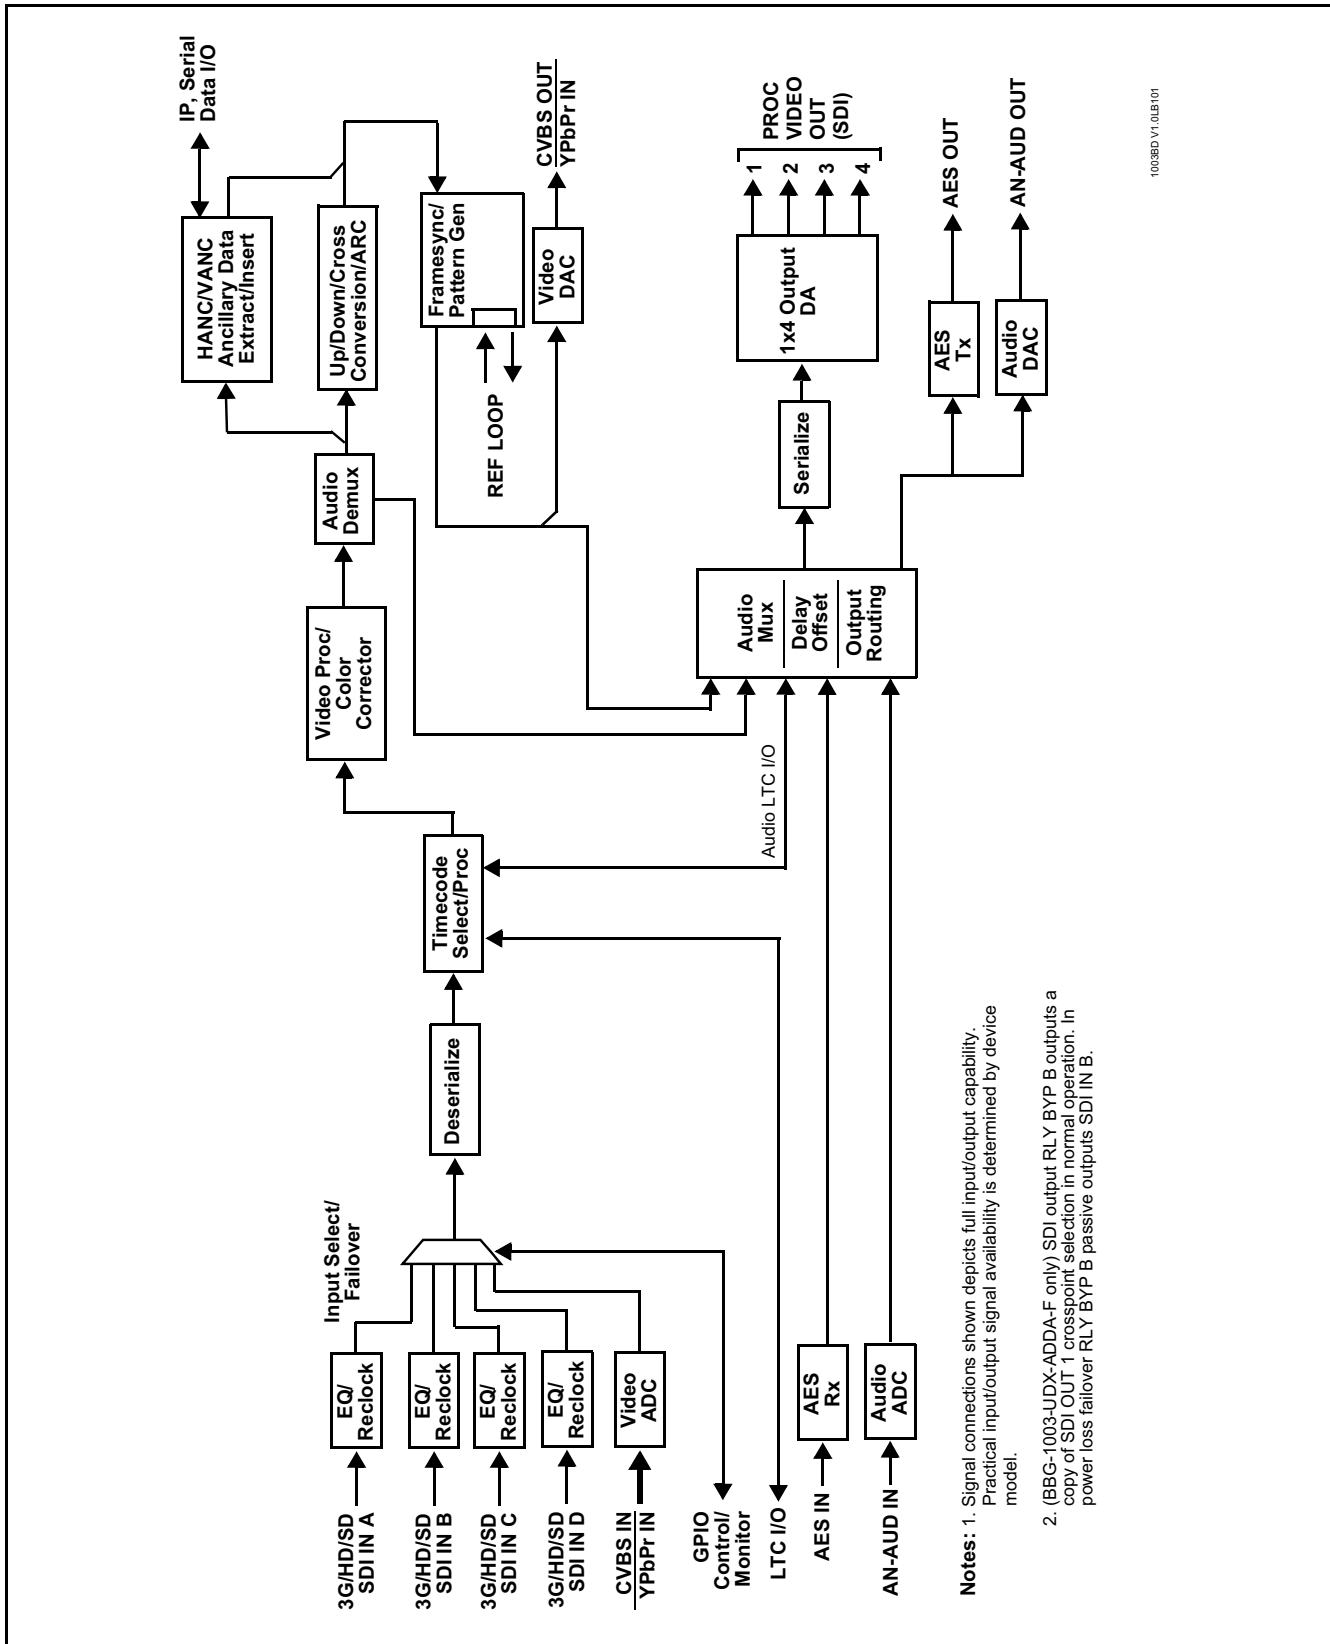 3G/HD/SD
SDI IN A
3G/HD/SD
SDI IN B
3G/HD/SD
SDI IN C
3G/HD/SD
SDI IN D
CVBS IN
YPbPr IN
GPIO
Control/
Monitor
LTC I/O
AES IN
AN-AUD IN
EQ/
Reclock
EQ/
Reclock
EQ/
Reclock
EQ/
Reclock
Video
ADC
AES
Rx
Audio
ADC
Input Select/
Failover
Deserialize
Timecode
Select/Proc
Audio LTC I/O
Video Proc/
Color
Corrector
Audio
Demux
HANC/VANC
Ancillary Data
Extract/Insert
IP, Serial
Data I/O
Up/Down/Cross
Conversion/ARC
Framesync/
Pattern Gen
REF LOOP
Video
DAC
CVBS OUT
YPbPr IN
Audio
Mux
Delay
Offset
Output
Routing
Serialize
1x4 Output
DA
1
2
3
4
PROC
VIDEO
OUT
(SDI)
AES
Tx
AES OUT
Audio
DAC
AN-AUD OUT
Notes: 1. Signal connections shown depicts full input/output capability.
Practical input/output signal availability is determined by device
model.
2. (BBG-1003-UDX-ADDA-F only) SDI output RLY BYP B outputs a
copy of SDI OUT 1 crosspoint selection in normal operation. In
power loss failover RLY BYP B passive outputs SDI IN B.
1003BD V1.0LB101